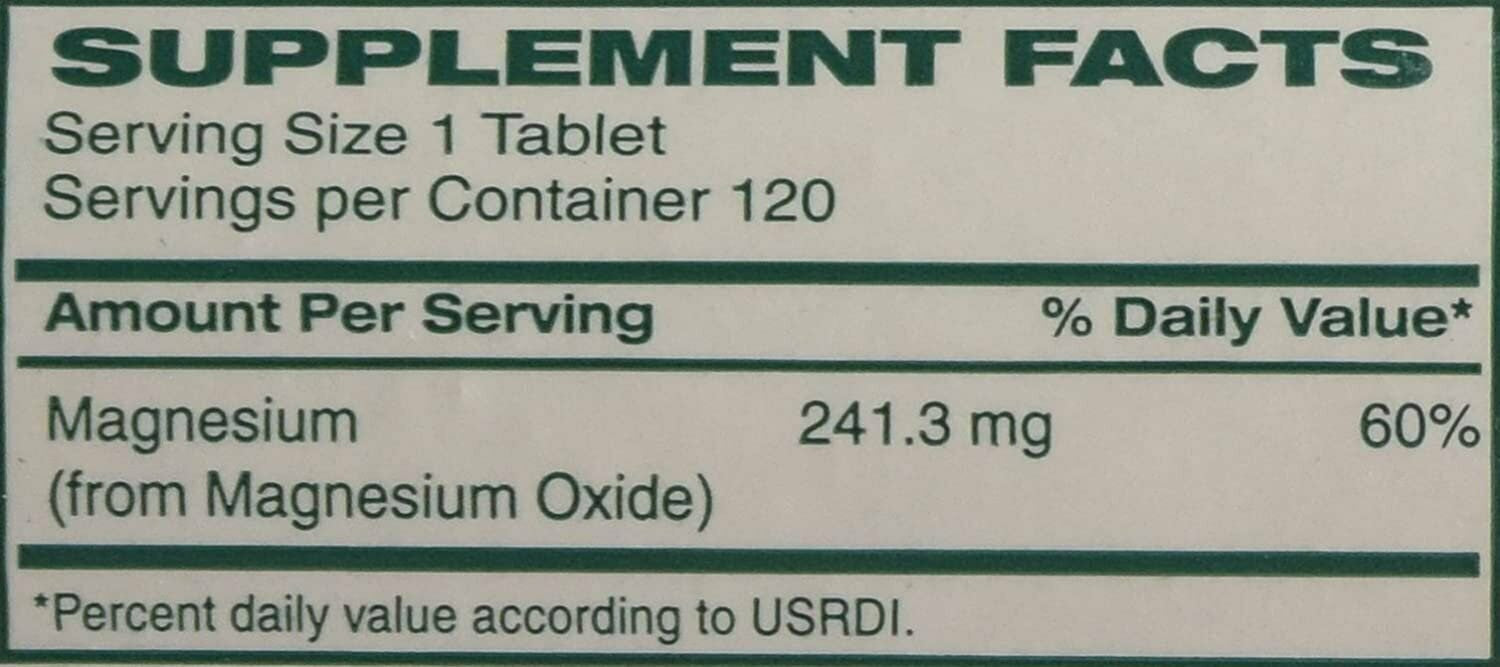 SUPPLEMENT FACTS
Serving Size 1 Tablet
Servings per Container 120
Amount Per Serving % Daily Value*
Magnesium 241.3 mg 60%
(from Magnesium Oxide)
*Percent daily value according to USRDI.